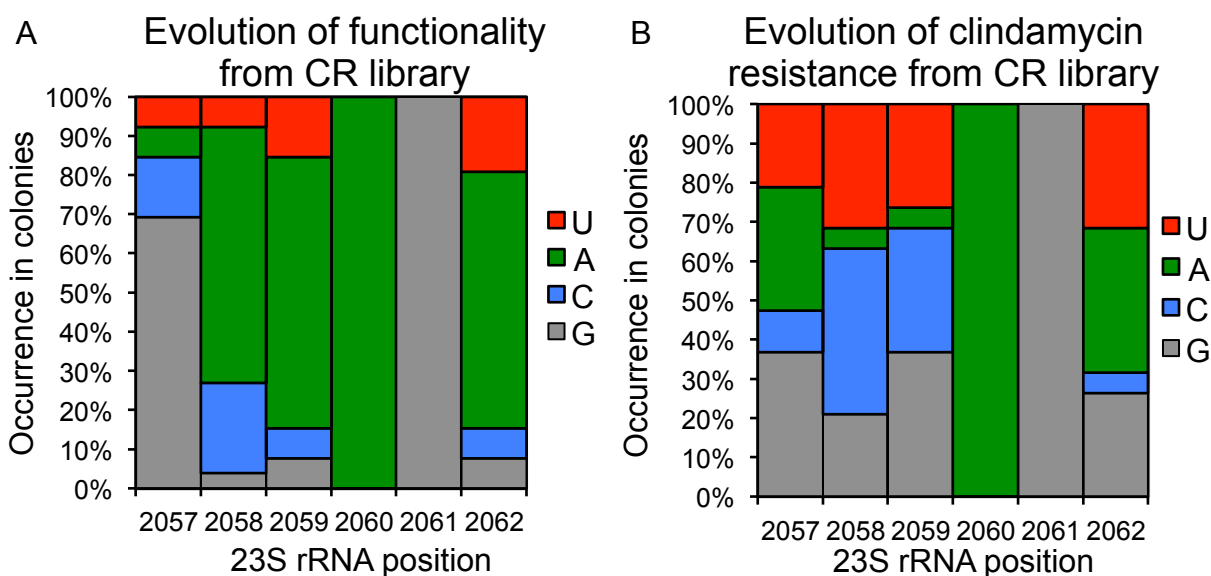 A
Evolution of functionality
from CR library
Occurrence in colonies
100%
90%
80%
70%
60%
50%
40%
30%
20%
10%
0%
2057 2058 2059 2060 2061 2062
23S rRNA position
U
A
C
G
B
Evolution of clindamycin
resistance from CR library
Occurrence in colonies
100%
90%
80%
70%
60%
50%
40%
30%
20%
10%
0%
2057 2058 2059 2060 2061 2062
23S rRNA position
U
A
C
G